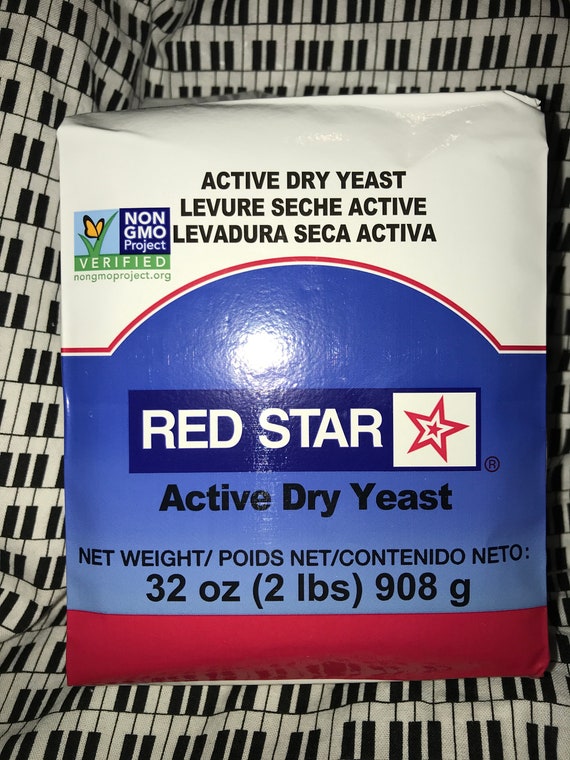 ACTIVE DRY YEAST
LEVURE SECHE ACTIVE
LEVADURA SECA ACTIVA
NON
GMO
Project
VERIFIED
nongmoproject.org
RED STAR
®
Active Dry Yeast
NET WEIGHT/ POIDS NET/CONTENIDO NETO:
32 oz (2 lbs) 908 g